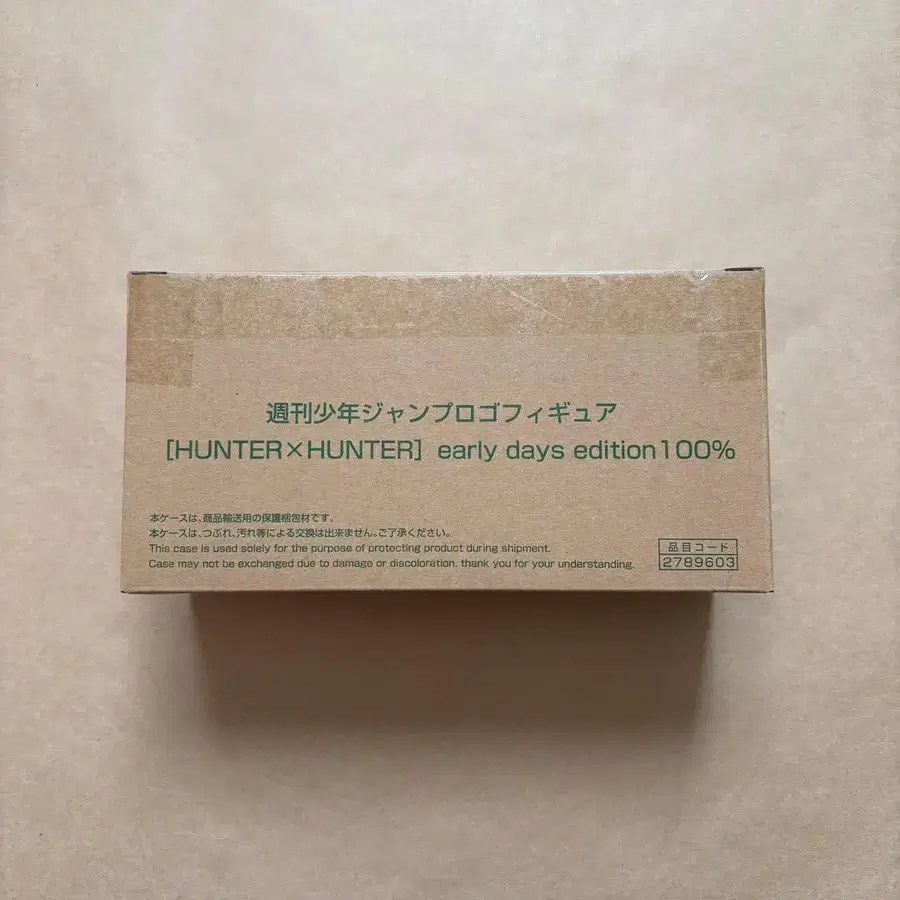 週刊少年ジャンプロゴフィギュア
［HUNTER×HUNTER］ early days edition100%
本ケースは、商品輸送用の保護梱包材です。
本ケースは、つぶれ、汚れ等による交換は出来ません。ご了承ください。
This case is used solely for the purpose of protecting product during shipment.
Case may not be exchanged due to damage or discoloration. thank you for your understanding.
品目コード
2789603